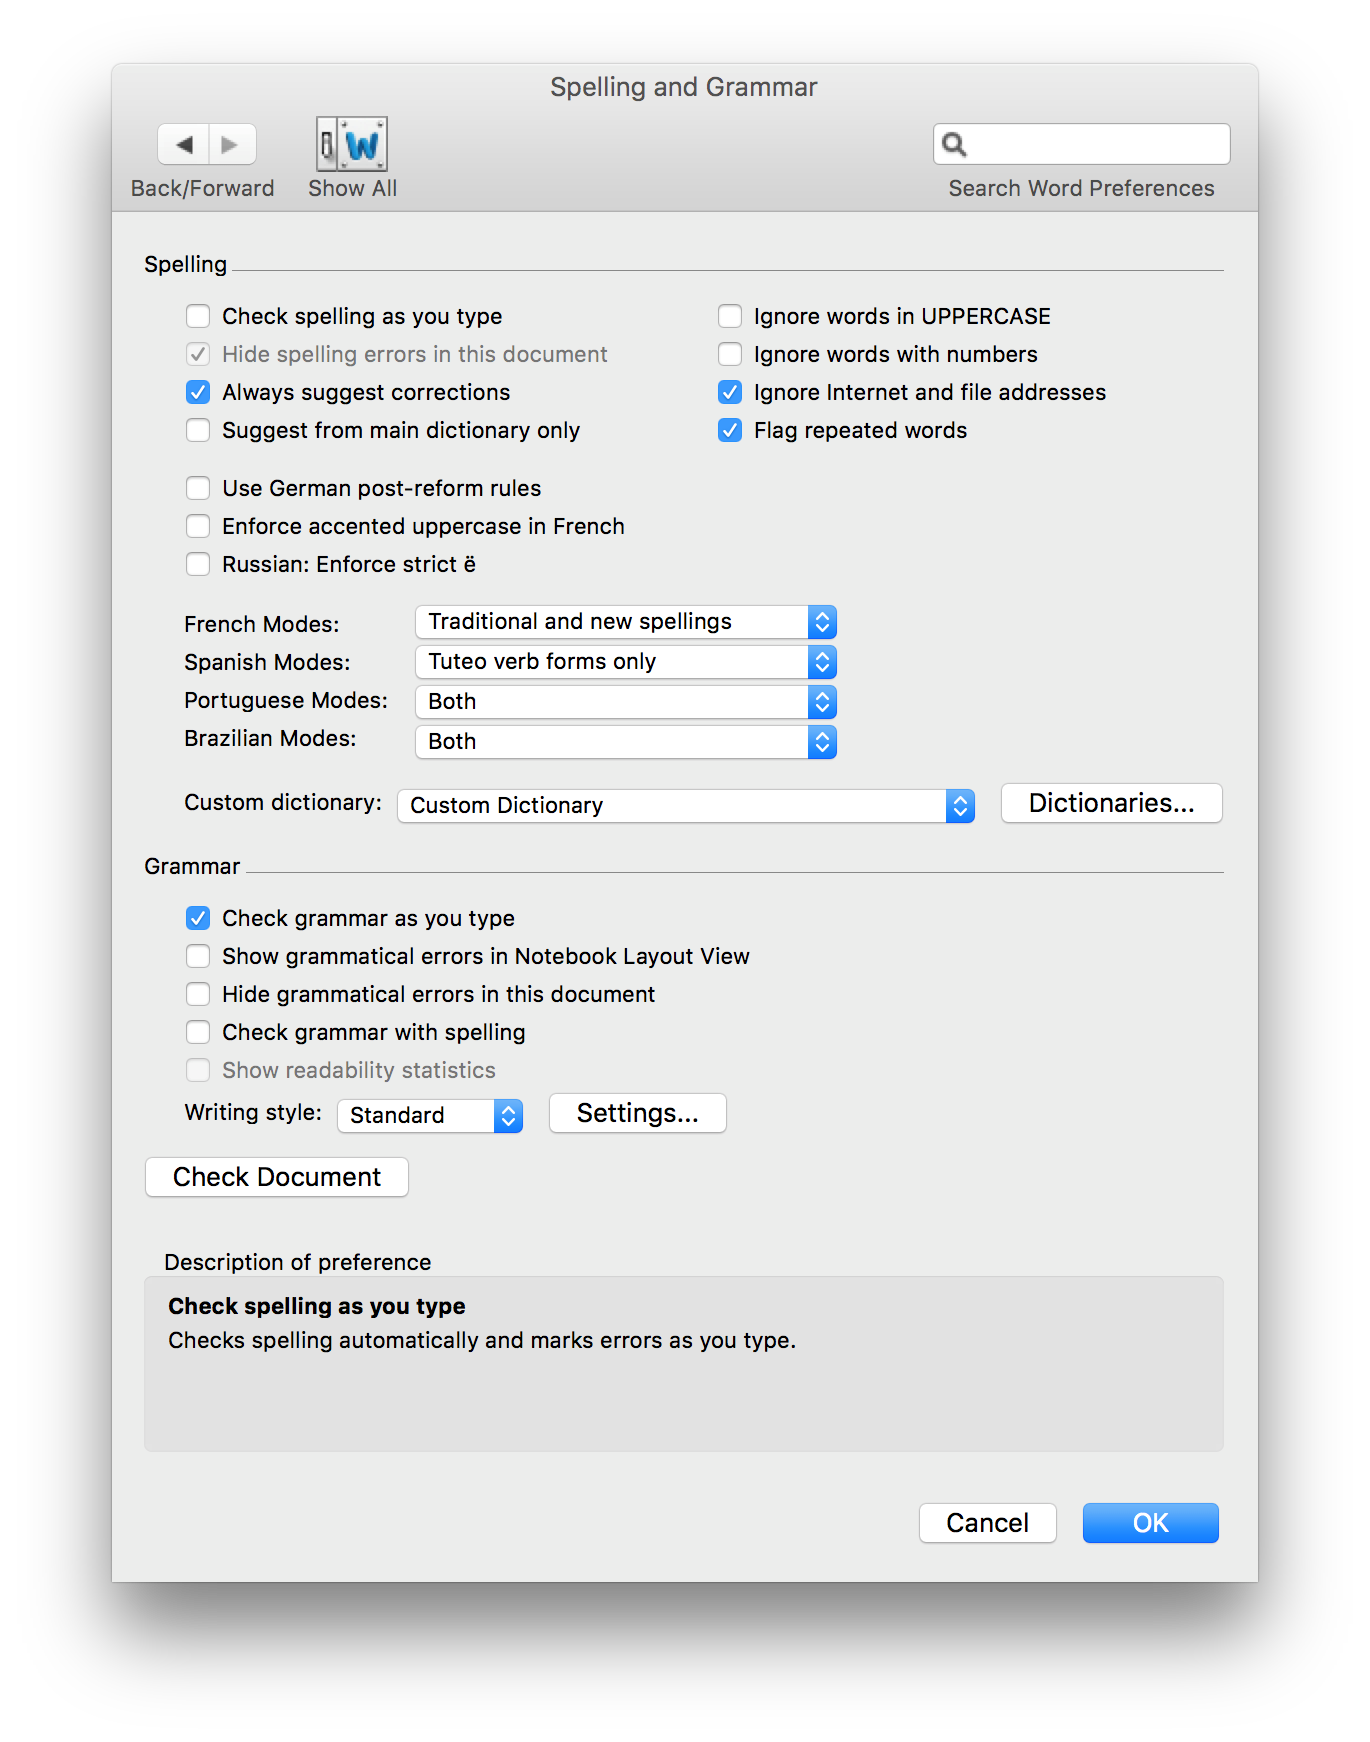 Spelling and Grammar
Back/Forward
Show All
Search Word Preferences
Spelling
Check spelling as you type
Hide spelling errors in this document
Always suggest corrections
Suggest from main dictionary only
Ignore words in UPPERCASE
Ignore words with numbers
Ignore Internet and file addresses
Flag repeated words
Use German post-reform rules
Enforce accented uppercase in French
Russian: Enforce strict ë
French Modes: Traditional and new spellings
Spanish Modes: Tuteo verb forms only
Portuguese Modes: Both
Brazilian Modes: Both
Custom dictionary: Custom Dictionary Dictionaries...
Grammar
Check grammar as you type
Show grammatical errors in Notebook Layout View
Hide grammatical errors in this document
Check grammar with spelling
Show readability statistics
Writing style: Standard Settings...
Check Document
Description of preference
Check spelling as you type
Checks spelling automatically and marks errors as you type.
Cancel OK